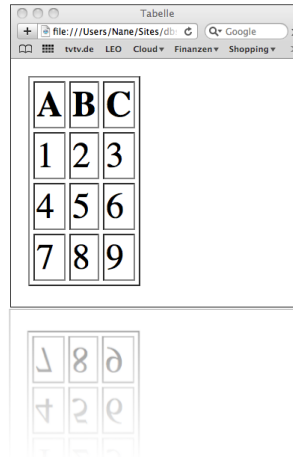 Tabelle
file:///Users/Nane/Sites/db
Google
tvtv.de LEO Cloud Finanzen Shopping
A B C
1 2 3
4 5 6
7 8 9